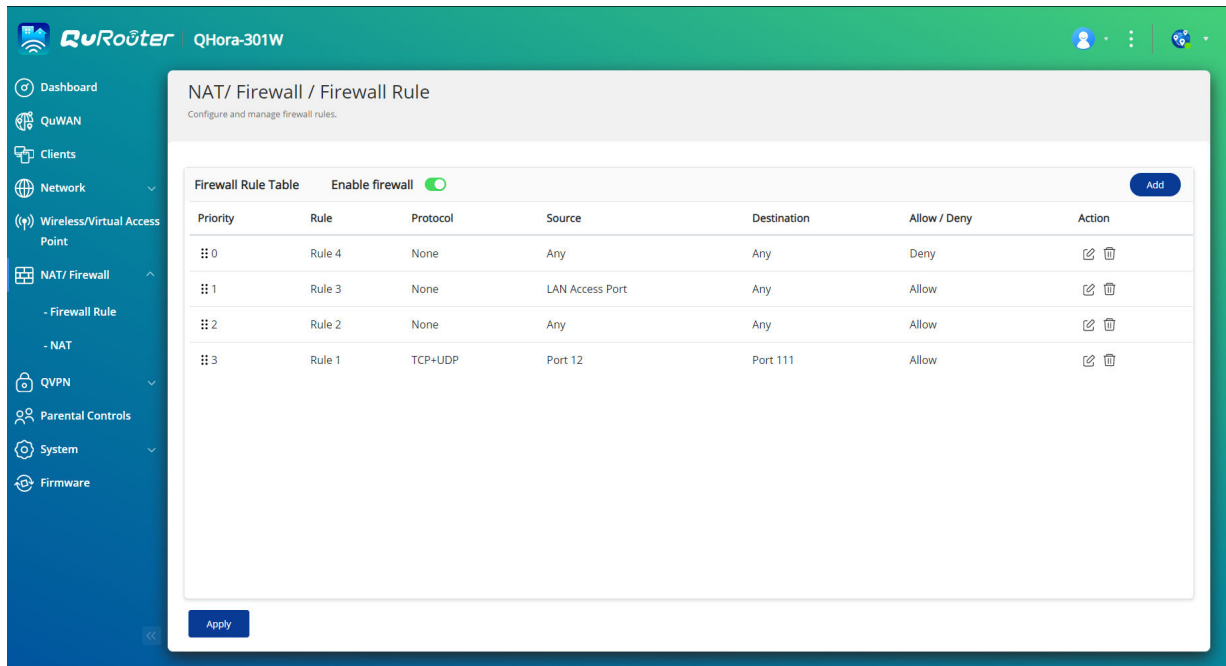 QuRoûter QHora-301W
Dashboard
QuWAN
Clients
Network
Wireless/Virtual Access
Point
NAT/ Firewall
- Firewall Rule
- NAT
QVPN
Parental Controls
System
Firmware
NAT/ Firewall / Firewall Rule
Configure and manage firewall rules.
Firewall Rule Table Enable firewall Add
Priority Rule Protocol Source Destination Allow / Deny Action
0 Rule 4 None Any Any Deny
1 Rule 3 None LAN Access Port Any Allow
2 Rule 2 None Any Any Allow
3 Rule 1 TCP+UDP Port 12 Port 111 Allow
Apply